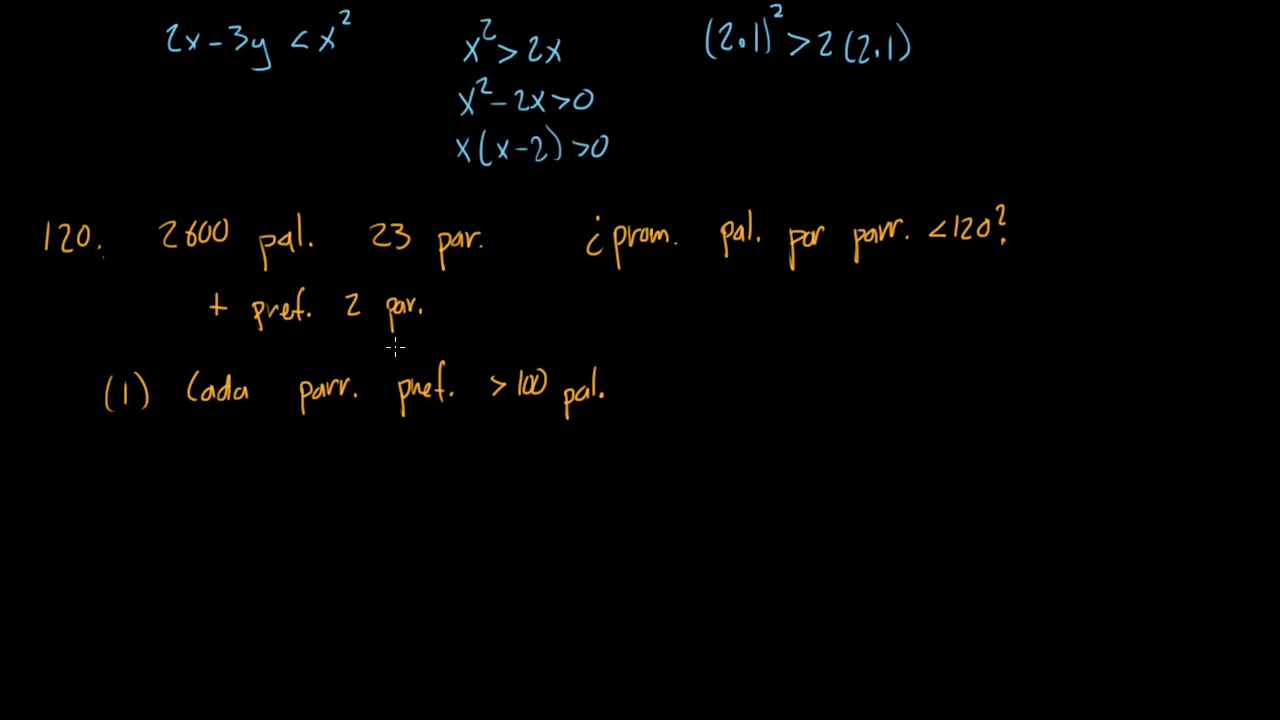 2x-3y < x²
x² > 2x
x² - 2x > 0
x(x-2) > 0
(2.1)² > 2(2.1)
120. 2600 pal. 23 par. ¿prom. pal. por parr. < 120?
+ pref. 2 par.
(1) Cada parr. pref. > 100 pal.